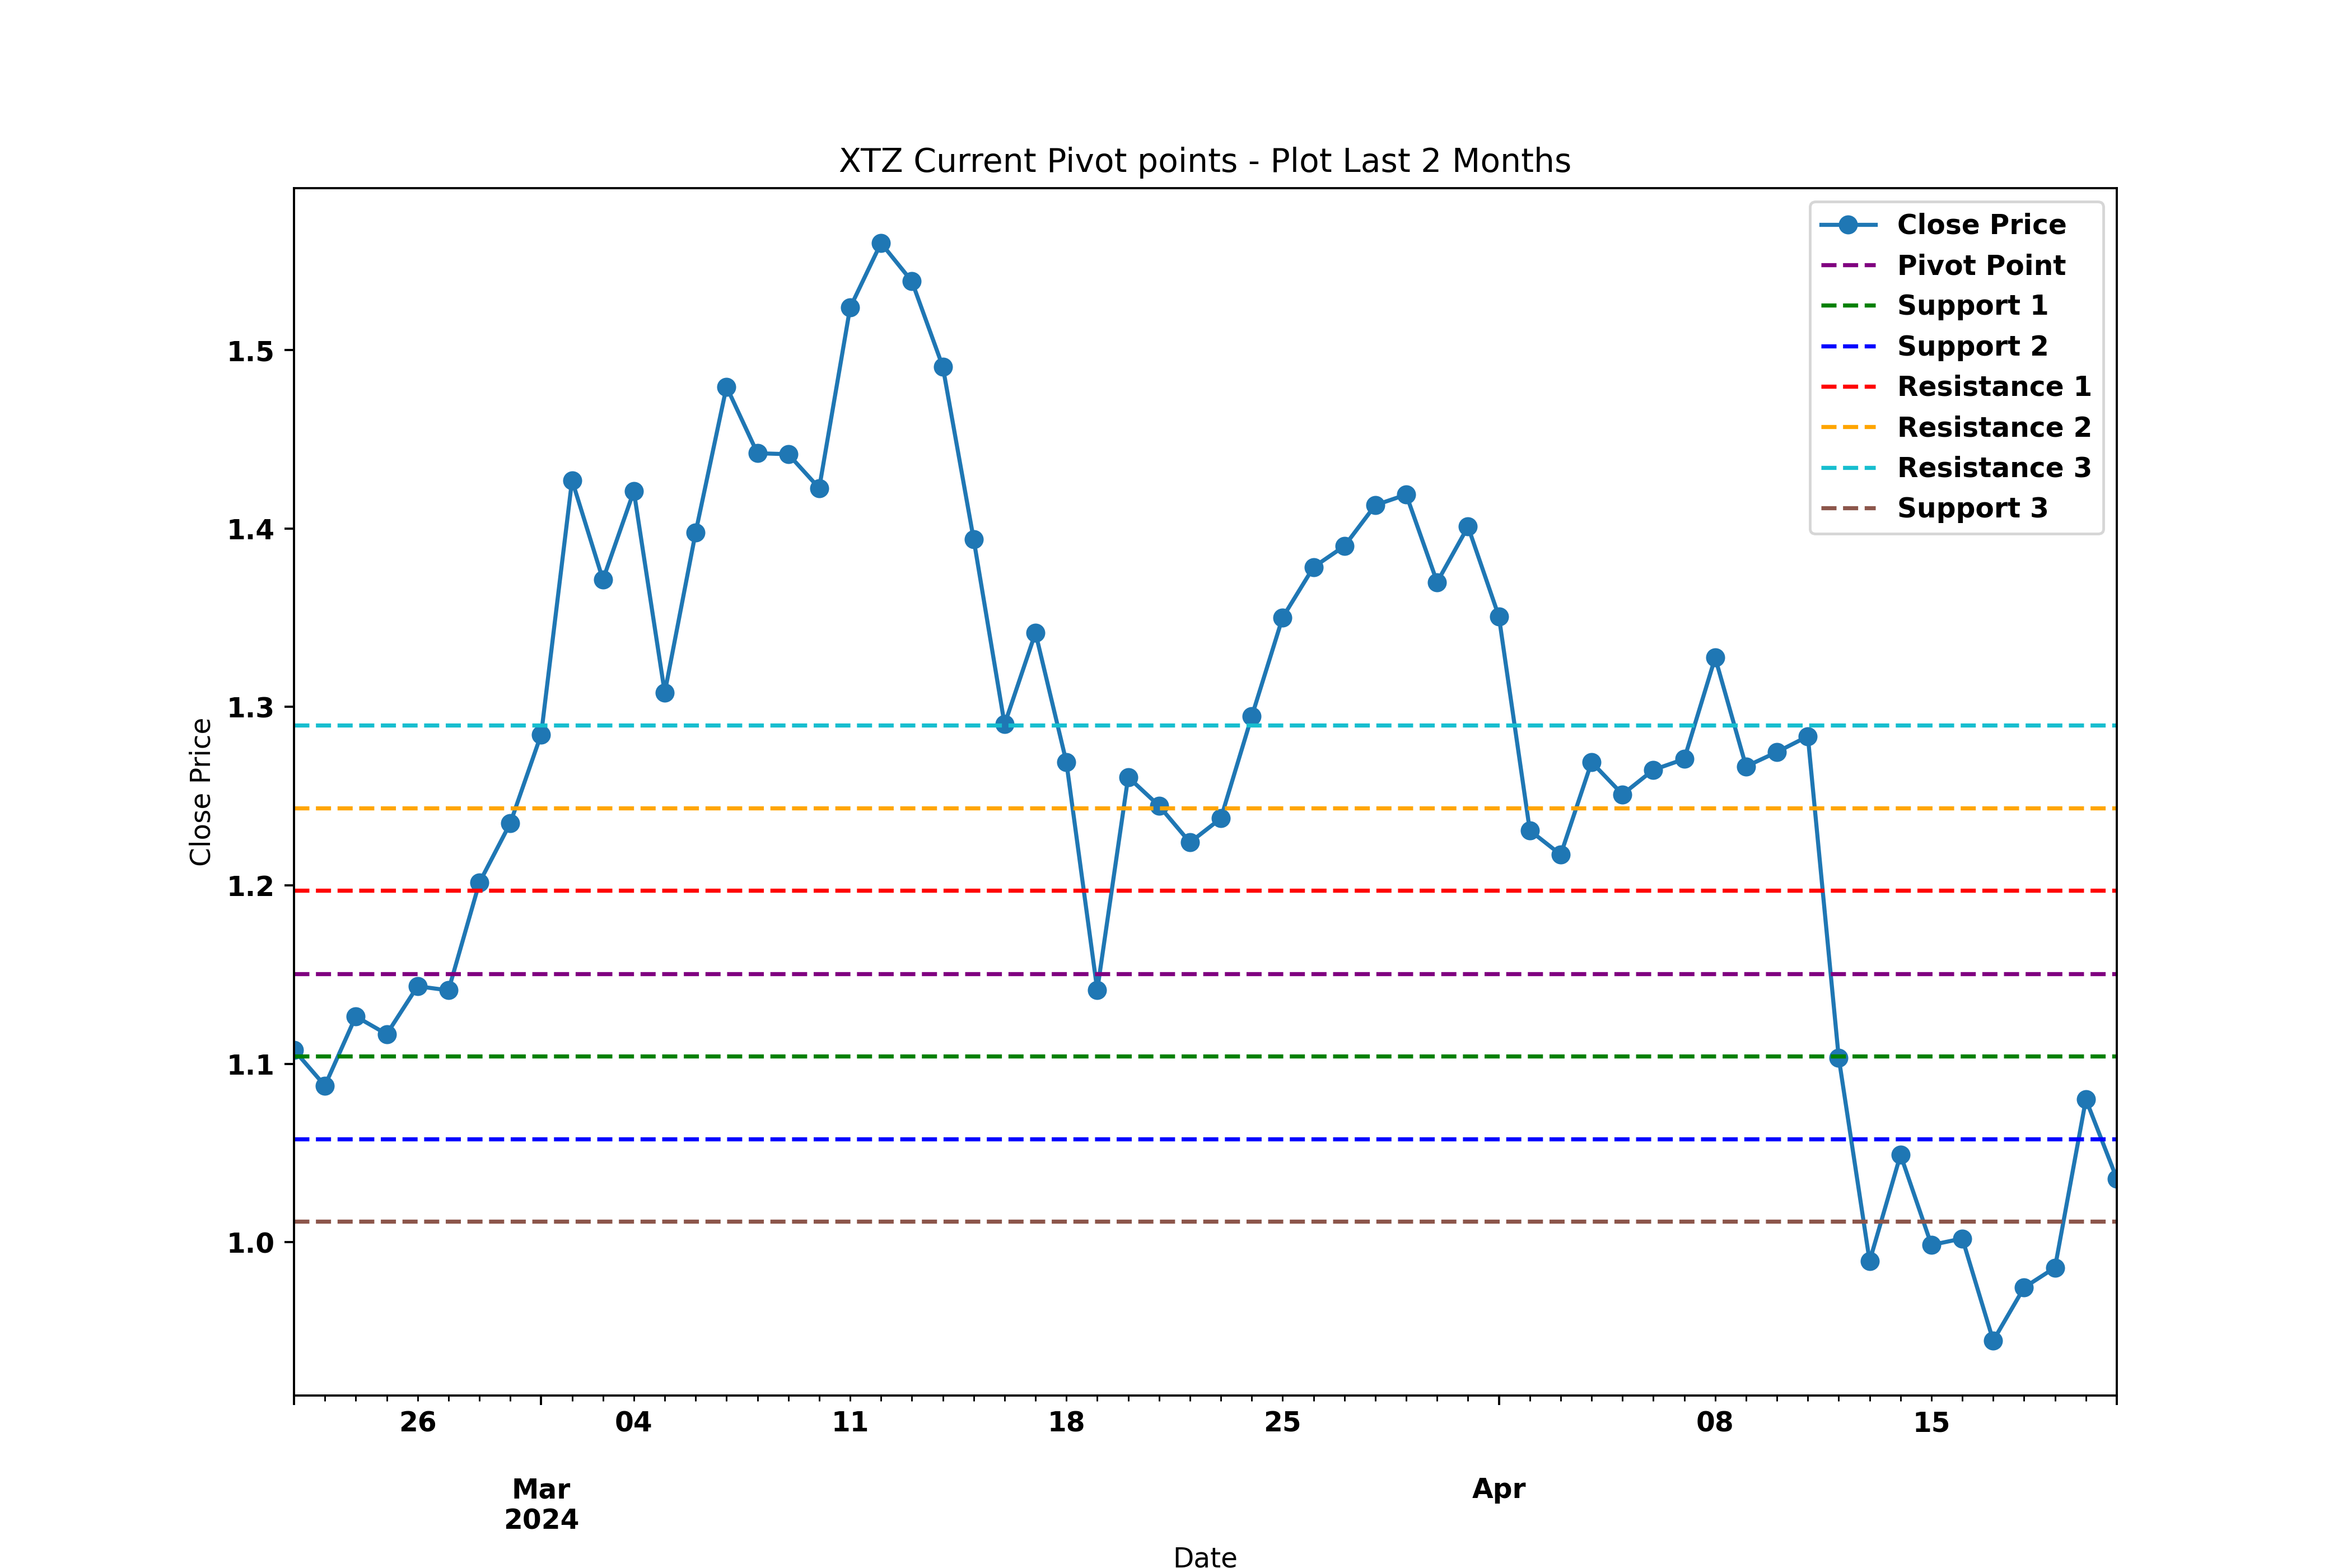 XTZ Current Pivot points - Plot Last 2 Months
Close Price
Pivot Point
Support 1
Support 2
Resistance 1
Resistance 2
Resistance 3
Support 3
Close Price
1.5
1.4
1.3
1.2
1.1
1.0
26 04 11 18 25 08 15
Mar Apr
2024
Date